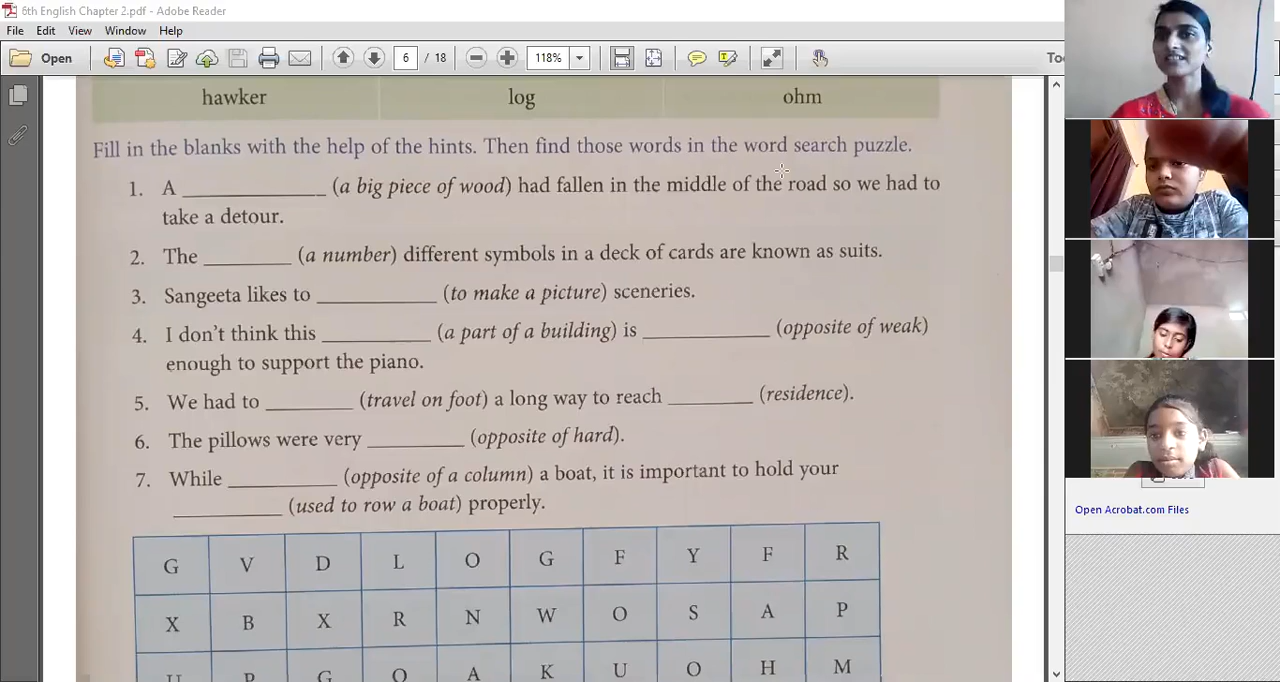 6th English Chapter 2.pdf - Adobe Reader
File Edit View Window Help
Open 6 / 18 118%
hawker log ohm
Fill in the blanks with the help of the hints. Then find those words in the word search puzzle.
1. A ______________ (a big piece of wood) had fallen in the middle of the road so we had to
take a detour.
2. The ________ (a number) different symbols in a deck of cards are known as suits.
3. Sangeeta likes to ___________ (to make a picture) sceneries.
4. I don't think this __________ (a part of a building) is ____________ (opposite of weak)
enough to support the piano.
5. We had to ________ (travel on foot) a long way to reach ________ (residence).
6. The pillows were very _________ (opposite of hard).
7. While __________ (opposite of a column) a boat, it is important to hold your
__________ (used to row a boat) properly.
G V D L O G F Y F R
X B X R N W O S A P
U P G O A K U O H M
Open Acrobat.com Files